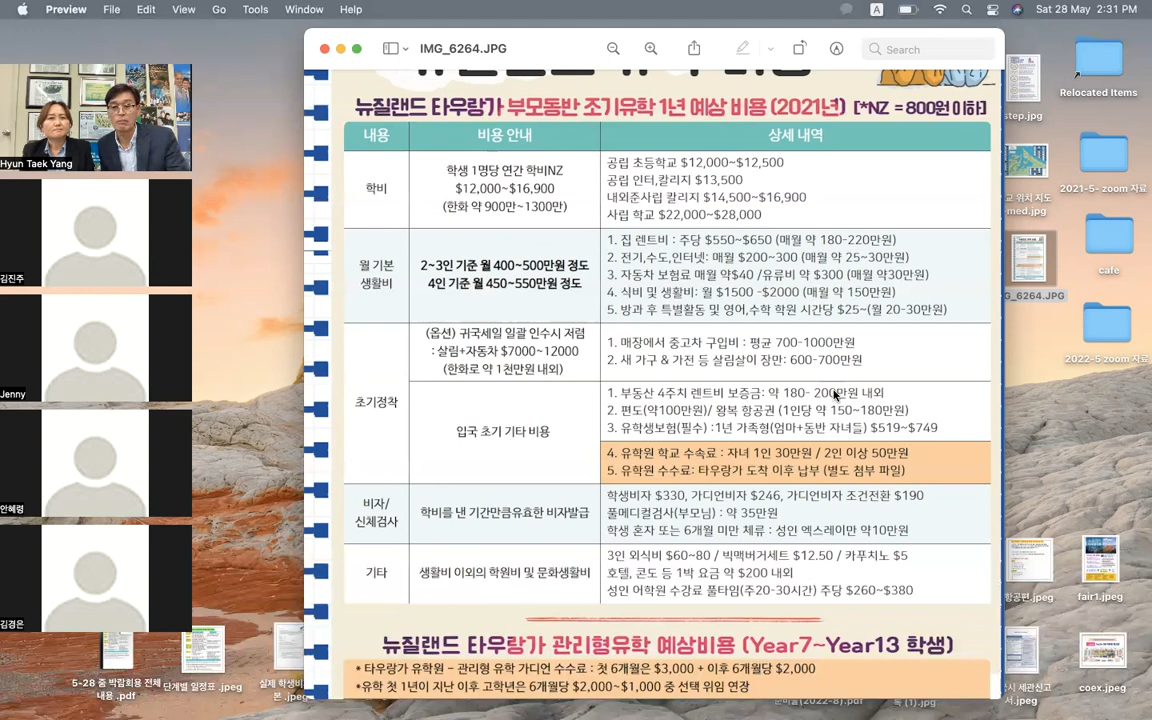 Preview File Edit View Go Tools Window Help
A
Sat 28 May 2:31 PM
IMG_6264.JPG
Search
뉴질랜드 타우랑가 부모동반 조기유학 1년 예상 비용 (2021년) [*NZ =800원 이하]
내용 비용 안내 상세 내역
학비
학생 1명당 연간 학비NZ
$12,000~$16,900
(한화 약 900만~1300만)
공립 초등학교 $12,000~$12,500
공립 인터,칼리지 $13,500
내외준사립 칼리지 $14,500~$16,900
사립 학교 $22,000~$28,000
월 기본
생활비
2~3인 기준 월 400~500만원 정도
4인 기준 월 450~550만원 정도
1. 집 렌트비 : 주당 $550~$650 (매월 약 180-220만원)
2. 전기,수도,인터넷: 매월 $200~300 (매월 약 25~30만원)
3. 자동차 보험료 매월 약$40 /유류비 약 $300 (매월 약30만원)
4. 식비 및 생활비: 월 $1500 -$2000 (매월 약 150만원)
5. 방과 후 특별활동 및 영어,수학 학원 시간당 $25~(월 20-30만원)
초기정착
(옵션) 귀국세일 일괄 인수시 저렴
: 살림+자동차 $7000~12000
(한화로 약 1천만원 내외)
1. 매장에서 중고차 구입비 : 평균 700-1000만원
2. 새 가구 & 가전 등 살림살이 장만: 600-700만원
입국 초기 기타 비용
1. 부동산 4주치 렌트비 보증금: 약 180- 200만원 내외
2. 편도(약100만원)/ 왕복 항공권 (1인당 약 150~180만원)
3. 유학생보험(필수) :1년 가족형(엄마+동반 자녀들) $519~$749
4. 유학원 학교 수속료 : 자녀 1인 30만원 / 2인 이상 50만원
5. 유학원 수수료: 타우랑가 도착 이후 납부 (별도 첨부 파일)
비자/
신체검사
학비를 낸 기간만큼유효한 비자발급
학생비자 $330, 가디언비자 $246, 가디언비자 조건전환 $190
풀메디컬검사(부모님) : 약 35만원
학생 혼자 또는 6개월 미만 체류 : 성인 엑스레이만 약10만원
기타
생활비 이외의 학원비 및 문화생활비
3인 외식비 $60~80 / 빅맥버거세트 $12.50 / 카푸치노 $5
호텔, 콘도 등 1박 요금 약 $200 내외
성인 어학원 수강료 풀타임(주20-30시간) 주당 $260~$380
뉴질랜드 타우랑가 관리형유학 예상비용 (Year7~Year13 학생)
* 타우랑가 유학원 - 관리형 유학 가디언 수수료 : 첫 6개월은 $3,000 + 이후 6개월당 $2,000
*유학 첫 1년이 지난 이후 고학년은 6개월당 $2,000~$1,000 중 선택 위임 연장
Hyun Taek Yang
김진주
Jenny
안혜령
김경은
Relocated Items
step.jpg
2021-5- zoom 자료
교 위치 지도
-med.jpg
cafe
G_6264.JPG
2022-5 zoom 자료
항공편.jpeg
fair1.jpeg
5-28 줌 박람회용 전체
내용 .pdf
단계별 일정표 .jpeg
실제 학생비
본 .jpeg
시 세관신고
서.jpeg
coex.jpeg